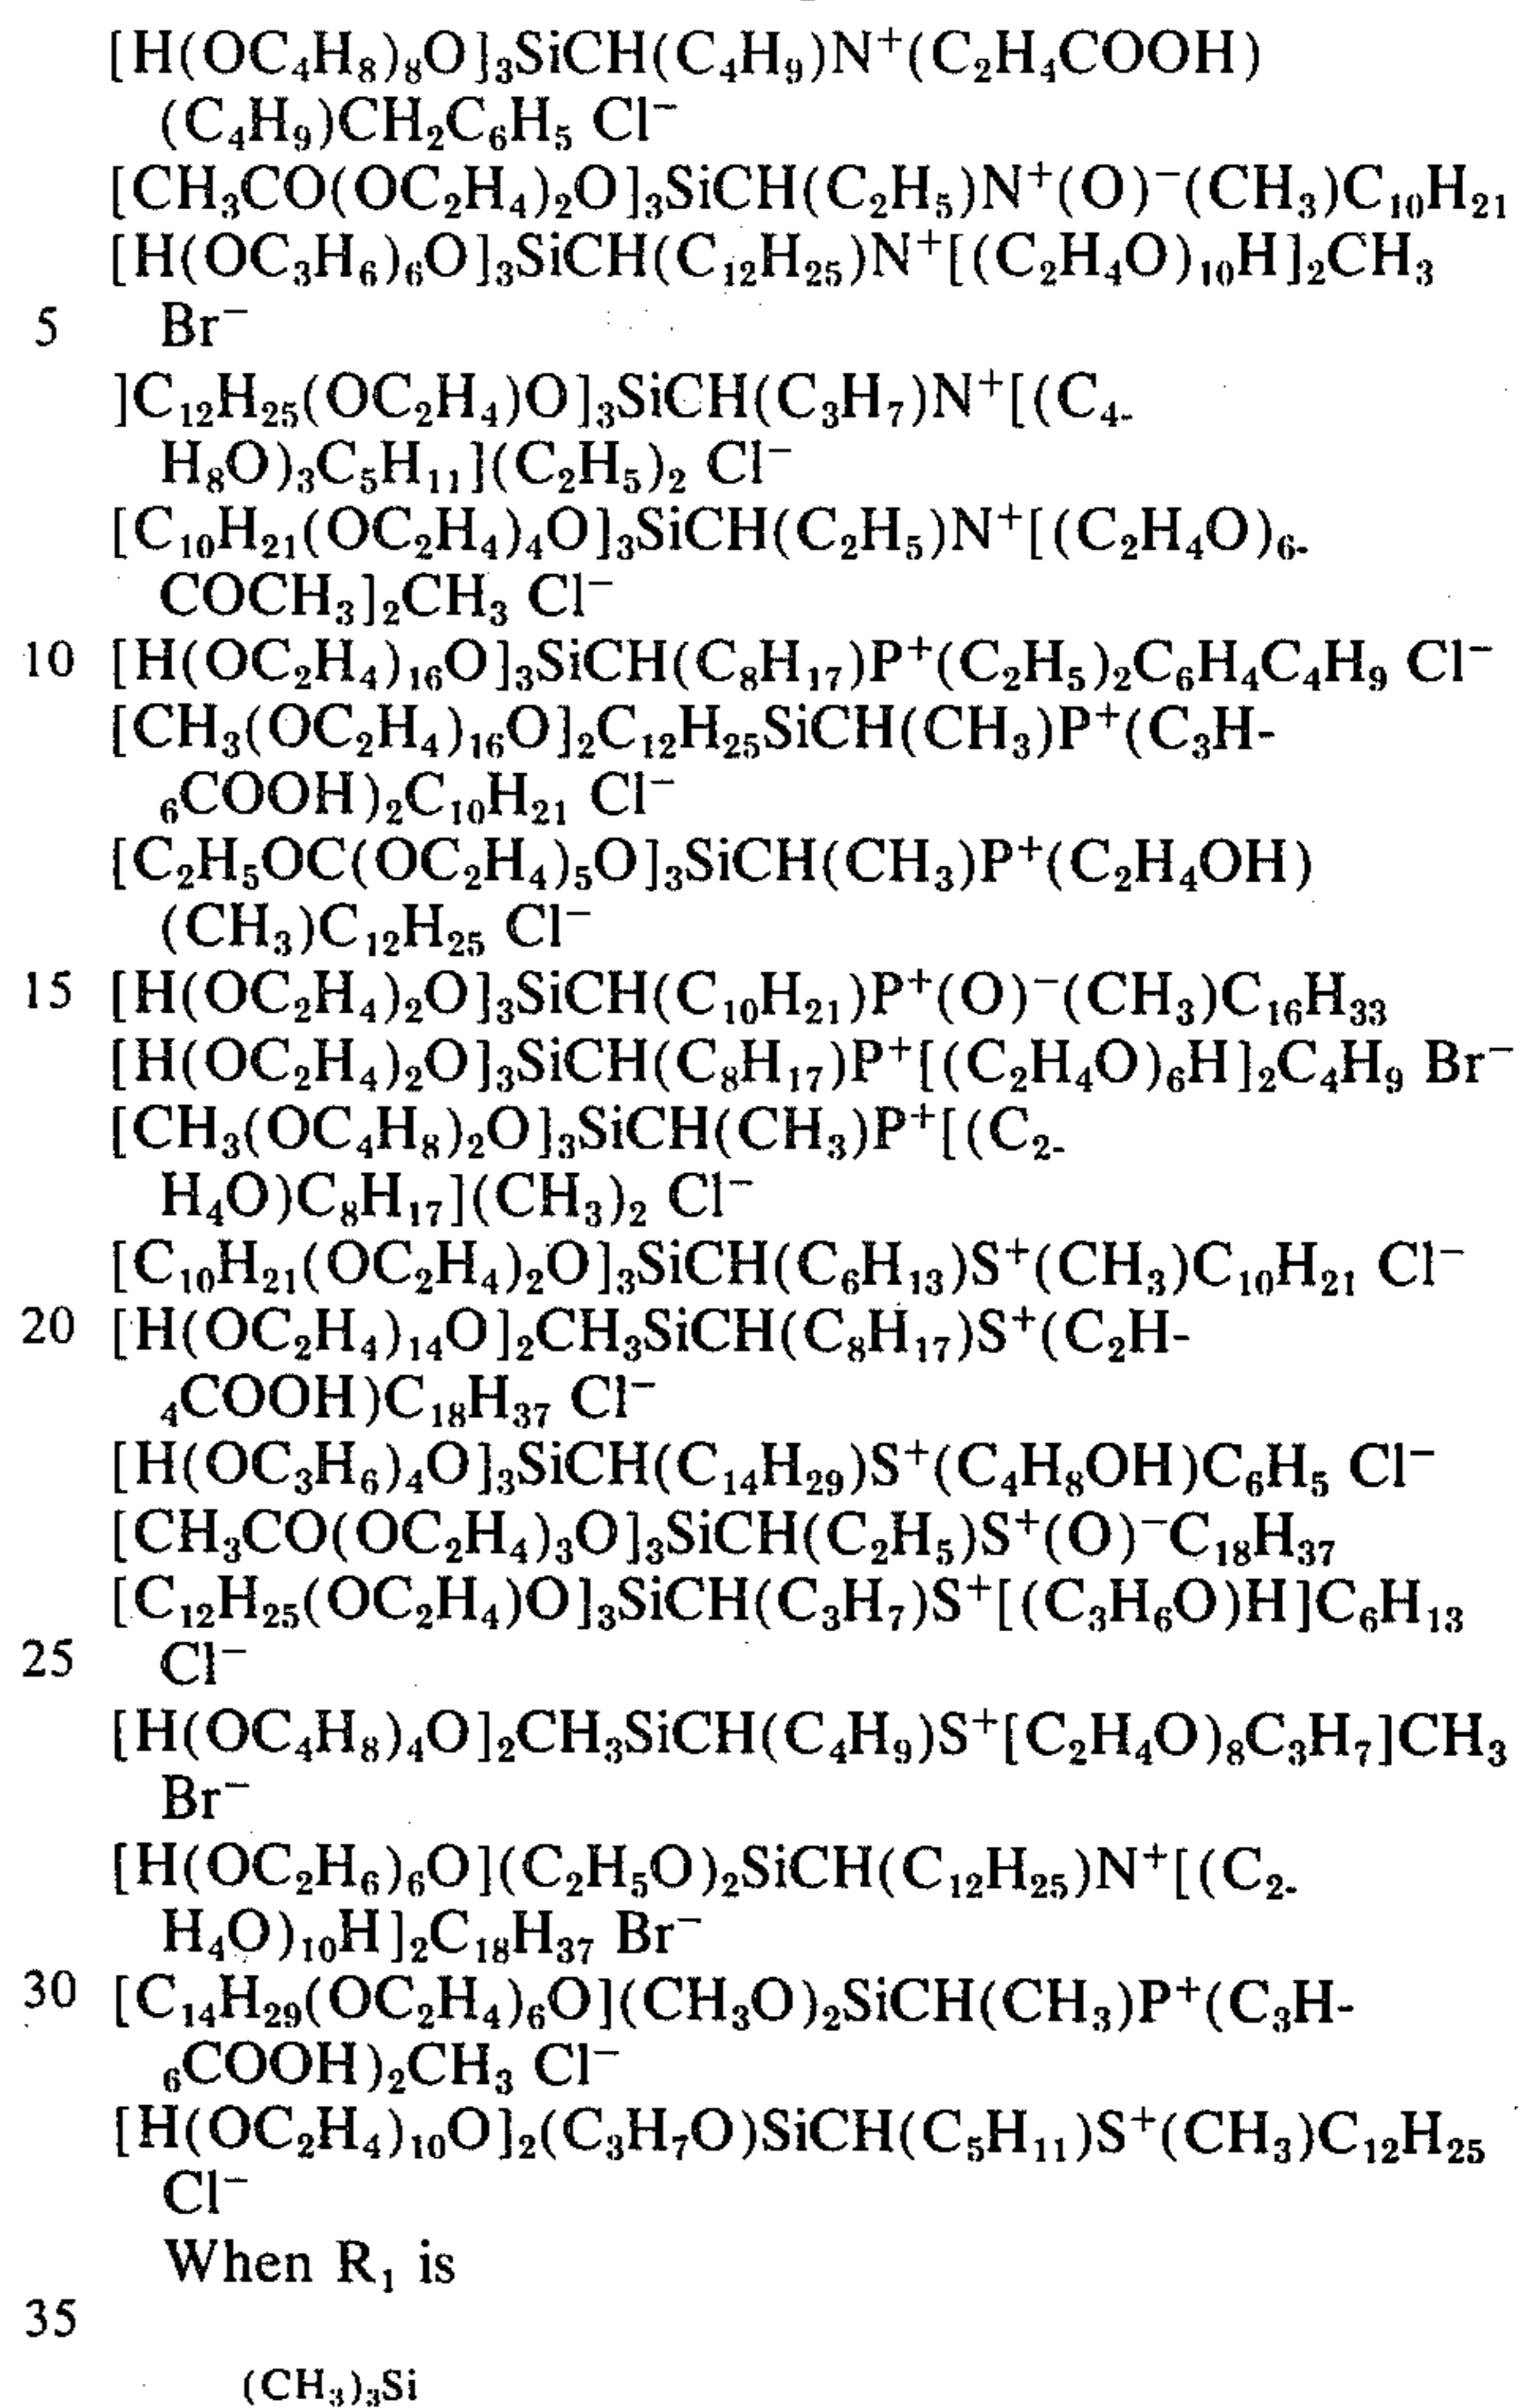 [H(OC₄H₈)₈O]₃SiCH(C₄H₉)N⁺(C₂H₄COOH)
(C₄H₉)CH₂C₆H₅ Cl⁻
[CH₃CO(OC₂H₄)₂O]₃SiCH(C₂H₅)N⁺(O)⁻(CH₃)C₁₀H₂₁
[H(OC₃H₆)₆O]₃SiCH(C₁₂H₂₅)N⁺[(C₂H₄O)₁₀H]₂CH₃
5 Br⁻
]C₁₂H₂₅(OC₂H₄)O]₃SiCH(C₃H₇)N⁺[(C₄-
H₈O)₃C₅H₁₁](C₂H₅)₂ Cl⁻
[C₁₀H₂₁(OC₂H₄)₄O]₃SiCH(C₂H₅)N⁺[(C₂H₄O)₆-
COCH₃]₂CH₃ Cl⁻
10 [H(OC₂H₄)₁₆O]₃SiCH(C₈H₁₇)P⁺(C₂H₅)₂C₆H₄C₄H₉ Cl⁻
[CH₃(OC₂H₄)₁₆O]₂C₁₂H₂₅SiCH(CH₃)P⁺(C₃H-
₆COOH)₂C₁₀H₂₁ Cl⁻
[C₂H₅OC(OC₂H₄)₅O]₃SiCH(CH₃)P⁺(C₂H₄OH)
(CH₃)C₁₂H₂₅ Cl⁻
15 [H(OC₂H₄)₂O]₃SiCH(C₁₀H₂₁)P⁺(O)⁻(CH₃)C₁₆H₃₃
[H(OC₂H₄)₂O]₃SiCH(C₈H₁₇)P⁺[(C₂H₄O)₆H]₂C₄H₉ Br⁻
[CH₃(OC₄H₈)₂O]₃SiCH(CH₃)P⁺[(C₂-
H₄O)C₈H₁₇](CH₃)₂ Cl⁻
[C₁₀H₂₁(OC₂H₄)₂O]₃SiCH(C₆H₁₃)S⁺(CH₃)C₁₀H₂₁ Cl⁻
20 [H(OC₂H₄)₁₄O]₂CH₃SiCH(C₈H₁₇)S⁺(C₂H-
₄COOH)C₁₈H₃₇ Cl⁻
[H(OC₃H₆)₄O]₃SiCH(C₁₄H₂₉)S⁺(C₄H₈OH)C₆H₅ Cl⁻
[CH₃CO(OC₂H₄)₃O]₃SiCH(C₂H₅)S⁺(O)⁻C₁₈H₃₇
[C₁₂H₂₅(OC₂H₄)O]₃SiCH(C₃H₇)S⁺[(C₃H₆O)H]C₆H₁₃
25 Cl⁻
[H(OC₄H₈)₄O]₂CH₃SiCH(C₄H₉)S⁺[C₂H₄O)₈C₃H₇]CH₃
Br⁻
[H(OC₂H₆)₆O](C₂H₅O)₂SiCH(C₁₂H₂₅)N⁺[(C₂-
H₄O)₁₀H]₂C₁₈H₃₇ Br⁻
30 [C₁₄H₂₉(OC₂H₄)₆O](CH₃O)₂SiCH(CH₃)P⁺(C₃H-
₆COOH)₂CH₃ Cl⁻
[H(OC₂H₄)₁₀O]₂(C₃H₇O)SiCH(C₅H₁₁)S⁺(CH₃)C₁₂H₂₅
Cl⁻
When R₁ is
35
(CH₃)₃Si